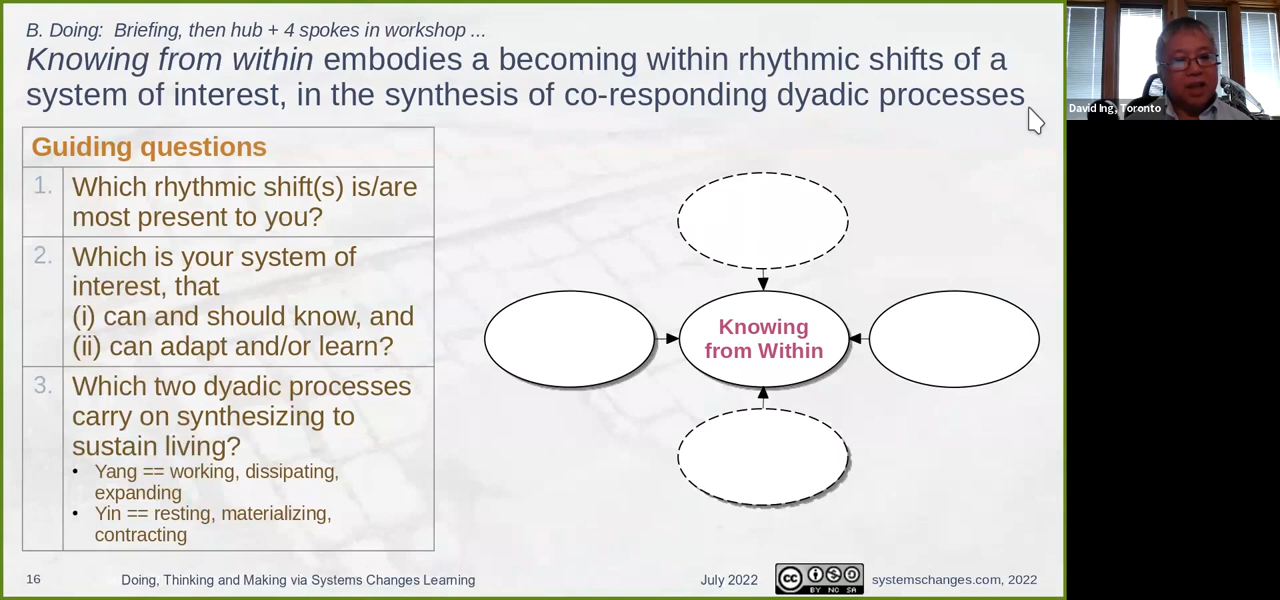 B. Doing:  Briefing, then hub + 4 spokes in workshop ...
Knowing from within embodies a becoming within rhythmic shifts of a
system of interest, in the synthesis of co-responding dyadic processes
Guiding questions
1. Which rhythmic shift(s) is/are
most present to you?
2. Which is your system of
interest, that
(i) can and should know, and
(ii) can adapt and/or learn?
3. Which two dyadic processes
carry on synthesizing to
sustain living?
• Yang == working, dissipating,
expanding
• Yin == resting, materializing,
contracting
Knowing
from Within
16
Doing, Thinking and Making via Systems Changes Learning
July 2022
cc
BY NC SA
systemschanges.com, 2022
David Ing, Toronto